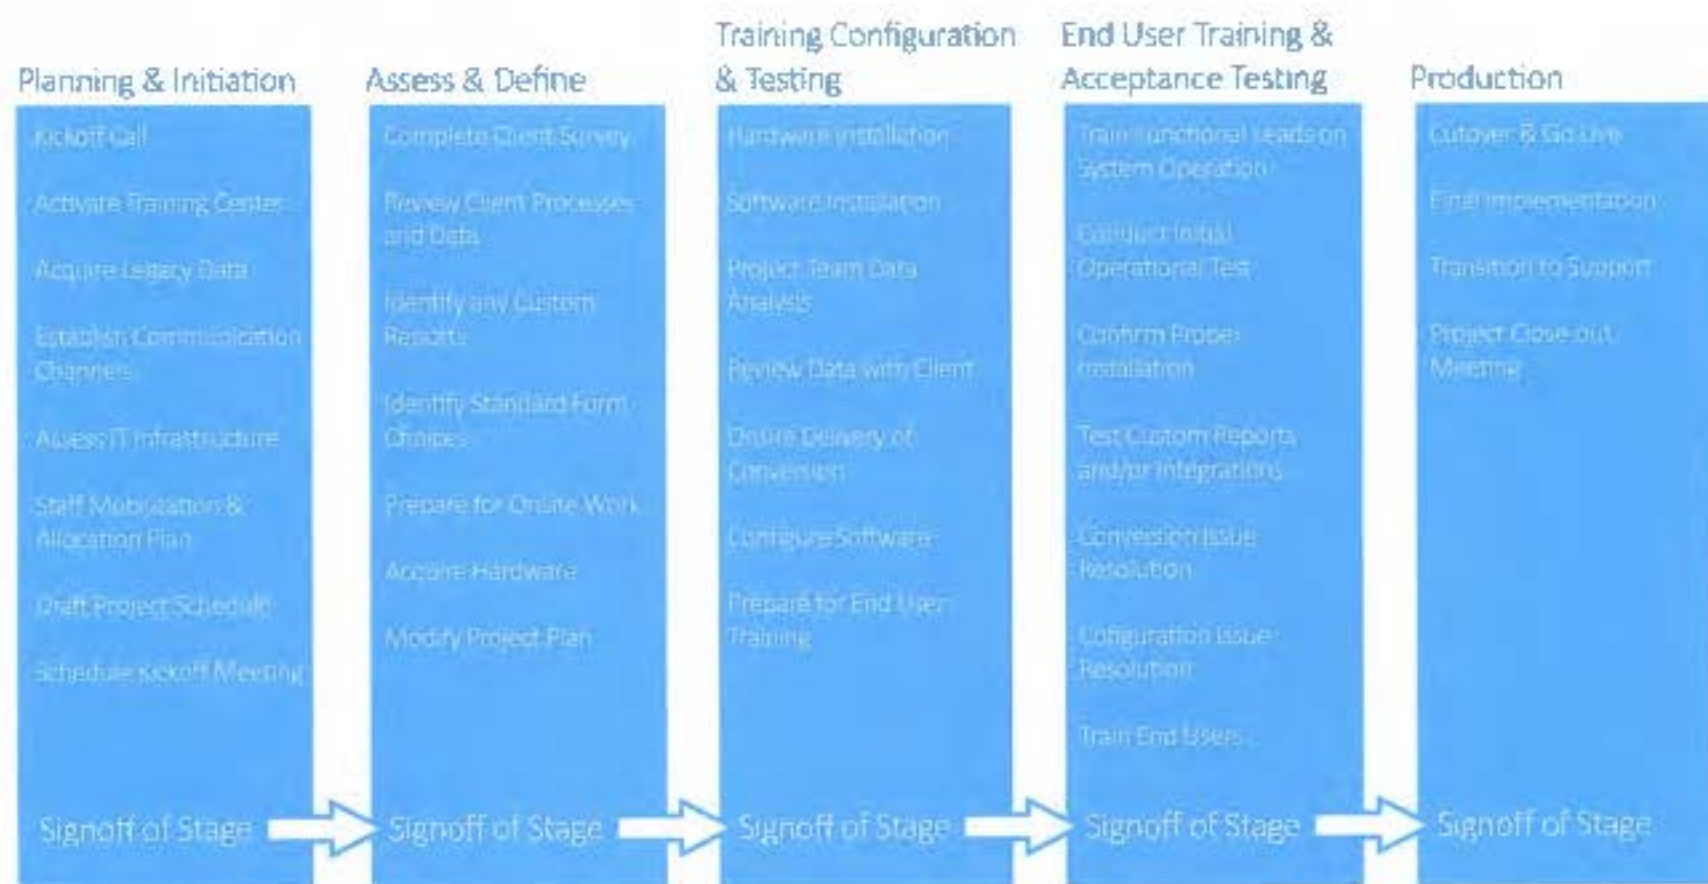 Planning & Initiation
Kickoff Call
Activate Training Center
Acquire Legacy Data
Establish Communication
Channels
Assess IT Infrastructure
Staff Mobilization &
Allocation Plan
Draft Project Schedule
Schedule Kickoff Meeting
Signoff of Stage
Assess & Define
Complete Client Survey
Review Client Processes
and Data
Identify any Custom
Reports
Identify Standard Form
Choices
Prepare for Onsite Work
Acquire Hardware
Modify Project Plan
Signoff of Stage
Training Configuration
& Testing
Hardware Installation
Software Installation
Project Team Data
Analysis
Review Data with Client
Onsite Delivery of
Conversion
Configure Software
Prepare for End User
Training
Signoff of Stage
End User Training &
Acceptance Testing
Train Functional Leads on
System Operation
Conduct Initial
Operational Test
Confirm Proper
Installation
Test Custom Reports
and/or Integrations
Conversion Issue
Resolution
Cofiguration Issue
Resolution
Train End Users
Signoff of Stage
Production
Cutover & Go Live
Final Implementation
Transition to Support
Project Close out
Meeting
Signoff of Stage